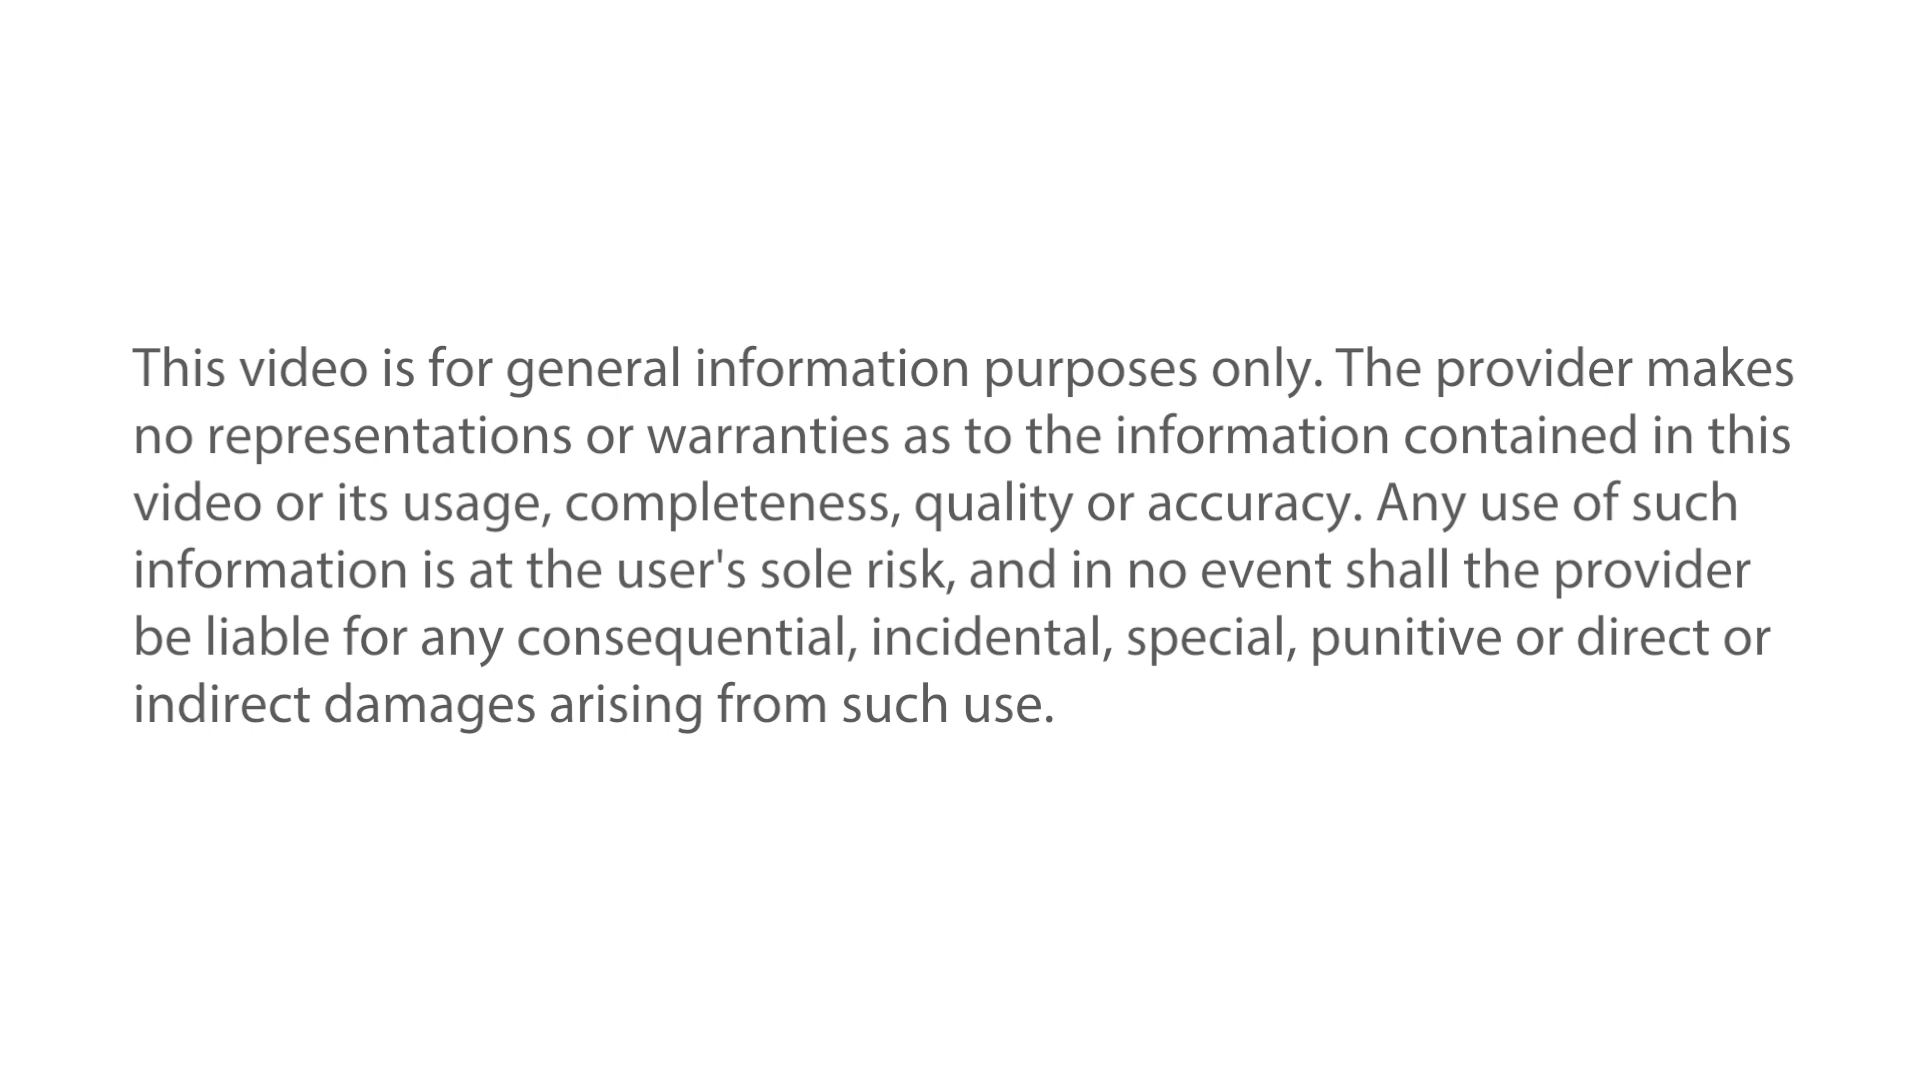 This video is for general information purposes only. The provider makes
no representations or warranties as to the information contained in this
video or its usage, completeness, quality or accuracy. Any use of such
information is at the user's sole risk, and in no event shall the provider
be liable for any consequential, incidental, special, punitive or direct or
indirect damages arising from such use.